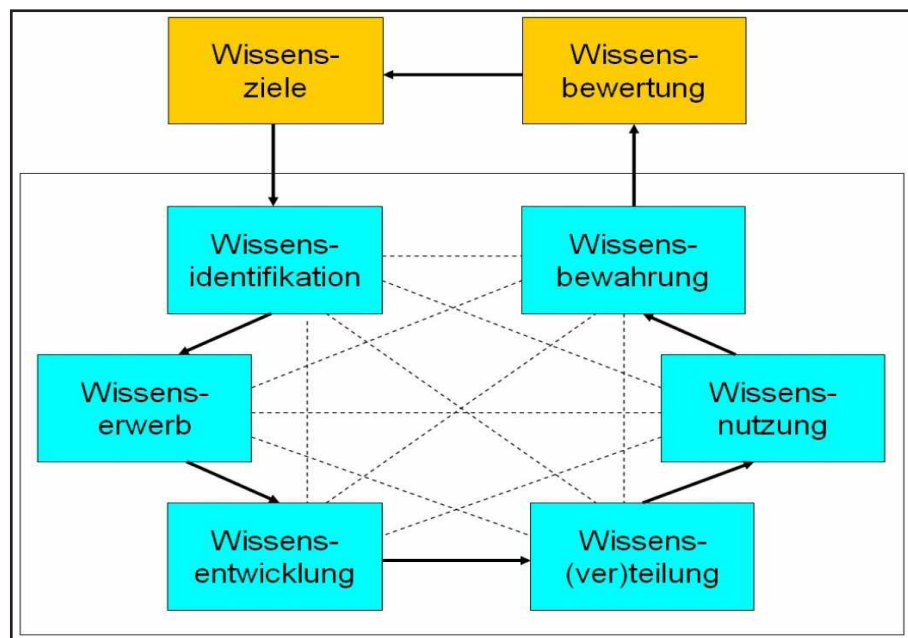 Wissens-
ziele
Wissens-
bewertung
Wissens-
identifikation
Wissens-
bewahrung
Wissens-
erwerb
Wissens-
nutzung
Wissens-
entwicklung
Wissens-
(ver)teilung